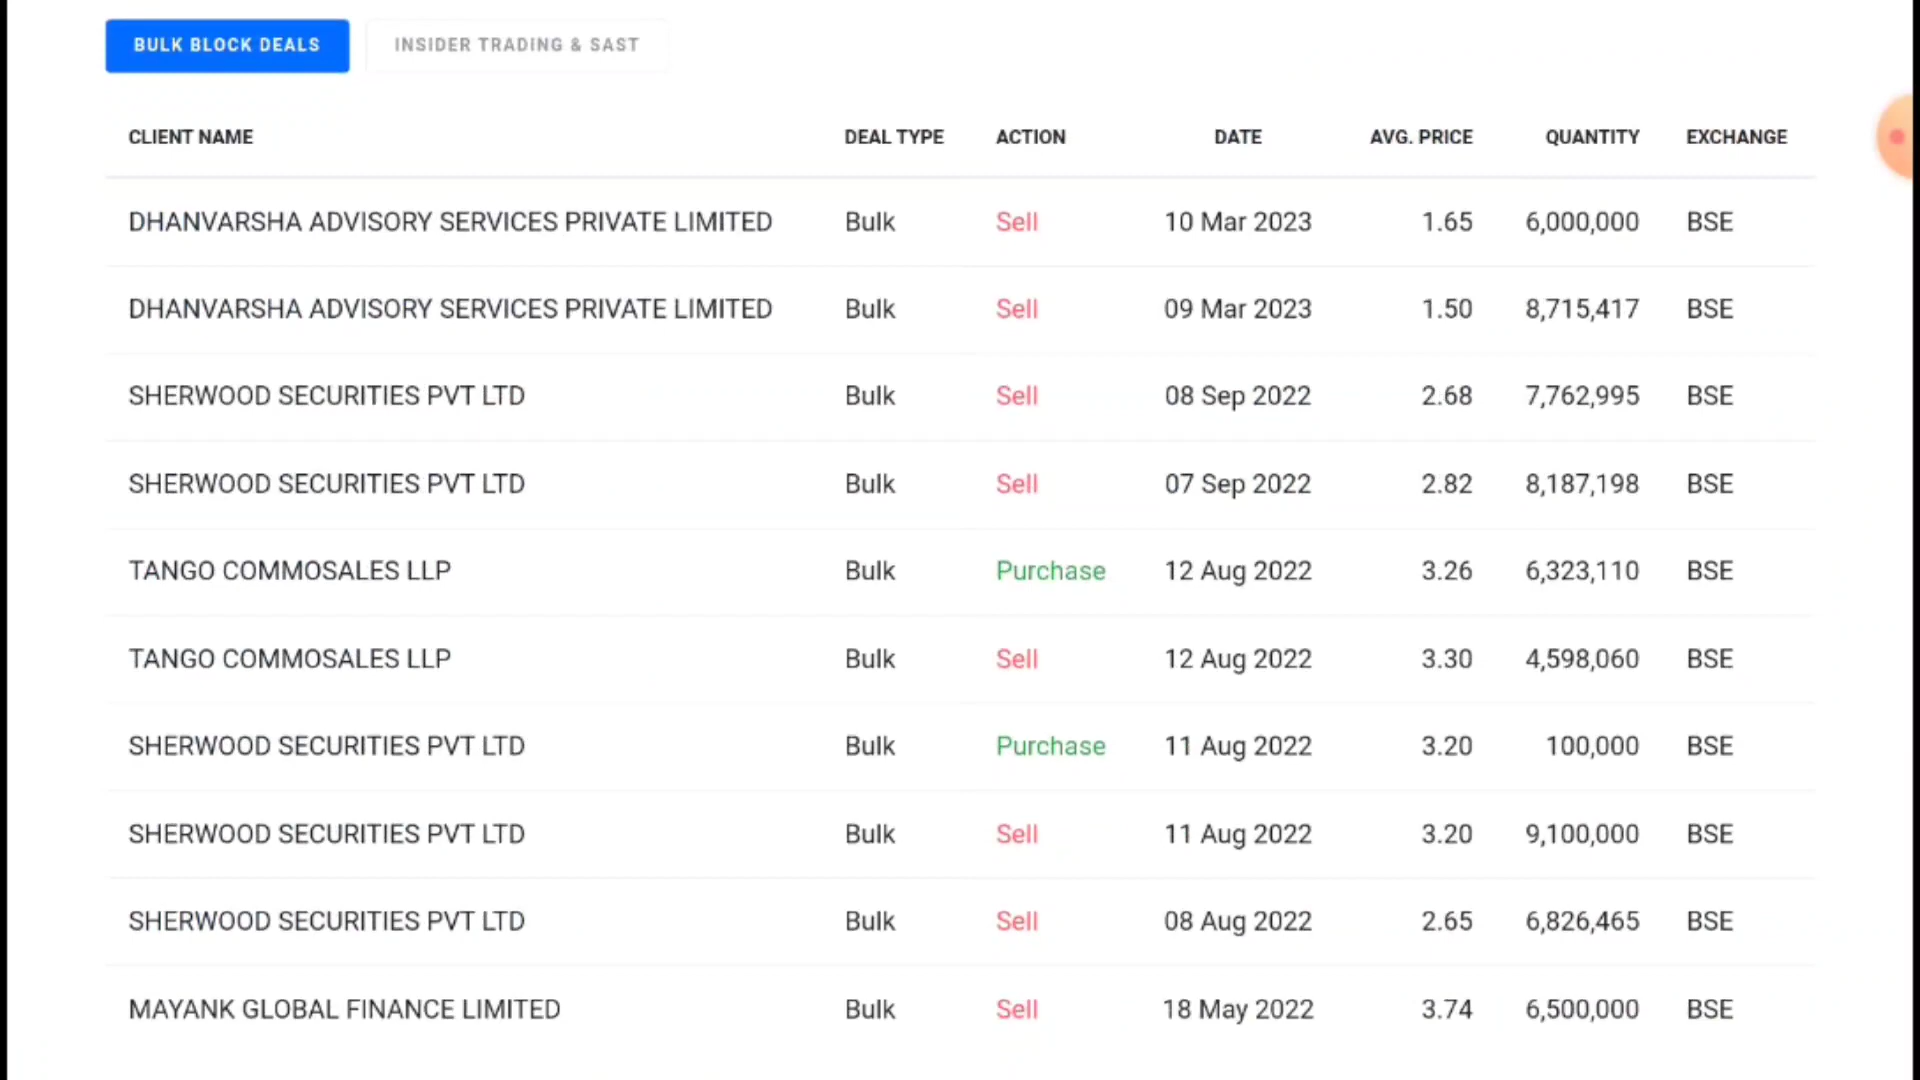 BULK BLOCK DEALS INSIDER TRADING & SAST
CLIENT NAME DEAL TYPE ACTION DATE AVG. PRICE QUANTITY EXCHANGE
DHANVARSHA ADVISORY SERVICES PRIVATE LIMITED Bulk Sell 10 Mar 2023 1.65 6,000,000 BSE
DHANVARSHA ADVISORY SERVICES PRIVATE LIMITED Bulk Sell 09 Mar 2023 1.50 8,715,417 BSE
SHERWOOD SECURITIES PVT LTD Bulk Sell 08 Sep 2022 2.68 7,762,995 BSE
SHERWOOD SECURITIES PVT LTD Bulk Sell 07 Sep 2022 2.82 8,187,198 BSE
TANGO COMMOSALES LLP Bulk Purchase 12 Aug 2022 3.26 6,323,110 BSE
TANGO COMMOSALES LLP Bulk Sell 12 Aug 2022 3.30 4,598,060 BSE
SHERWOOD SECURITIES PVT LTD Bulk Purchase 11 Aug 2022 3.20 100,000 BSE
SHERWOOD SECURITIES PVT LTD Bulk Sell 11 Aug 2022 3.20 9,100,000 BSE
SHERWOOD SECURITIES PVT LTD Bulk Sell 08 Aug 2022 2.65 6,826,465 BSE
MAYANK GLOBAL FINANCE LIMITED Bulk Sell 18 May 2022 3.74 6,500,000 BSE